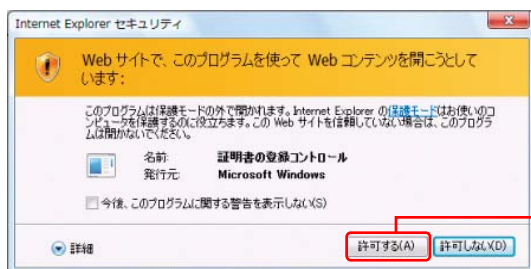 Internet Explorer セキュリティ
Web サイトで、このプログラムを使って Web コンテンツを開こうとして
います:
このプログラムは保護モードの外で開かれます。Internet Explorer の保護モードはお使いのコ
ンピュータを保護するのに役立ちます。この Web サイトを信頼していない場合は、このプログラ
ムは開かないでください。
名前: 証明書の登録コントロール
発行元: Microsoft Windows
今後、このプログラムに関する警告を表示しない(S)
詳細
許可する(A)
許可しない(D)